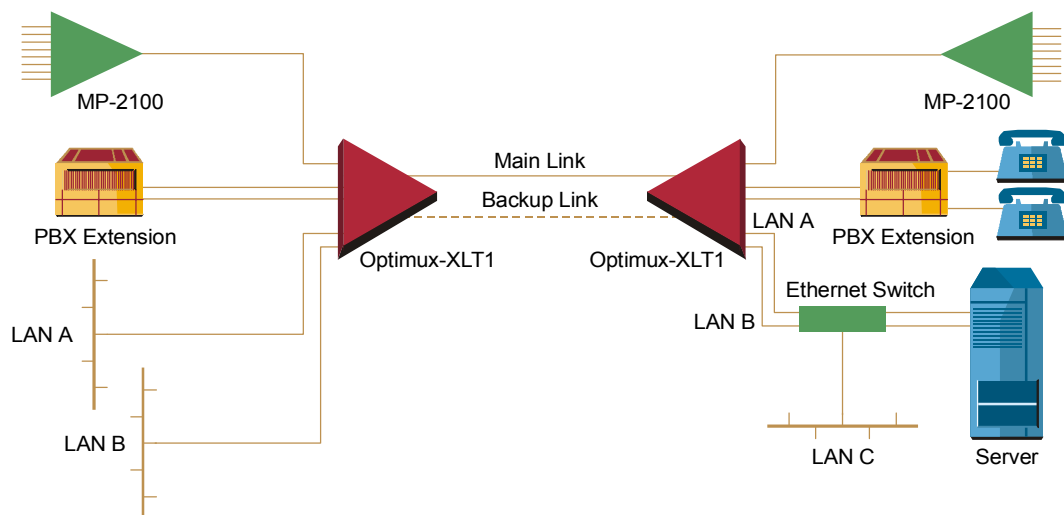 MP-2100
MP-2100
Main Link
Backup Link
LAN A
PBX Extension
PBX Extension
Optimux-XLT1
Optimux-XLT1
Ethernet Switch
LAN A
LAN B
LAN B
LAN C
Server